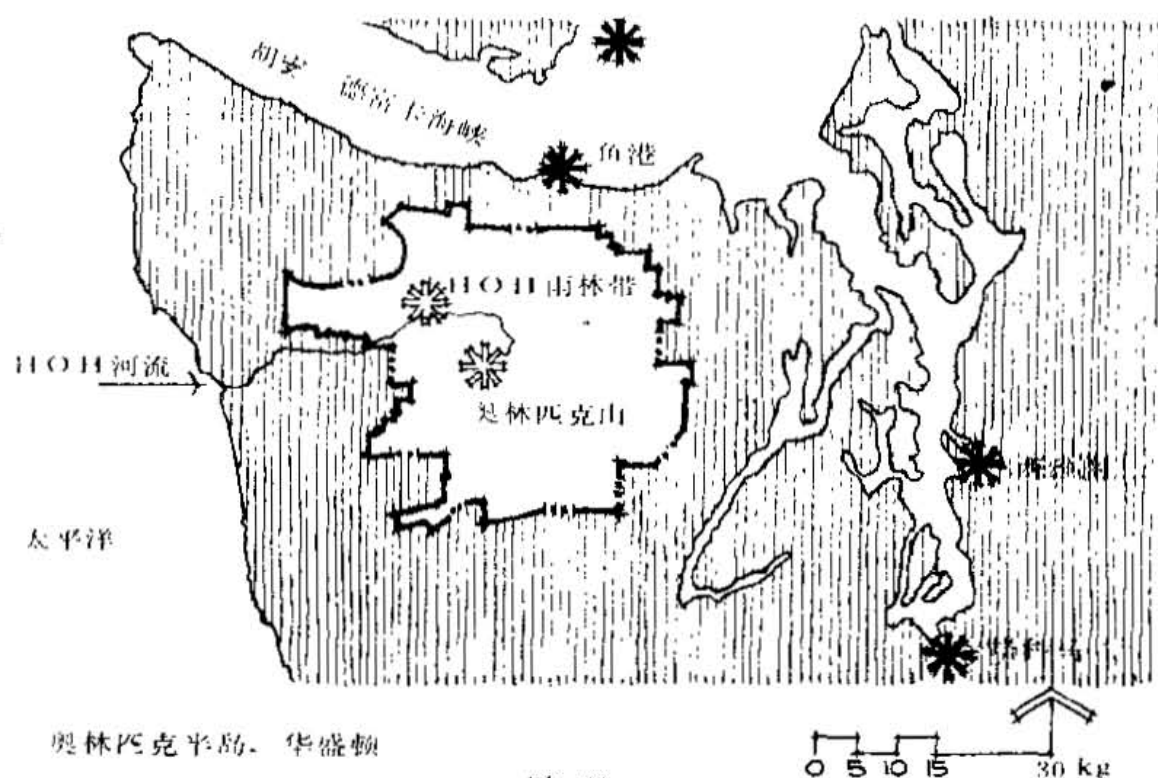 胡安 德富卡海峡
鱼港
HOH雨林带
HOH河流
奥林匹克山
太平洋
奥林匹克半岛. 华盛顿
0 5 10 15 30 kg